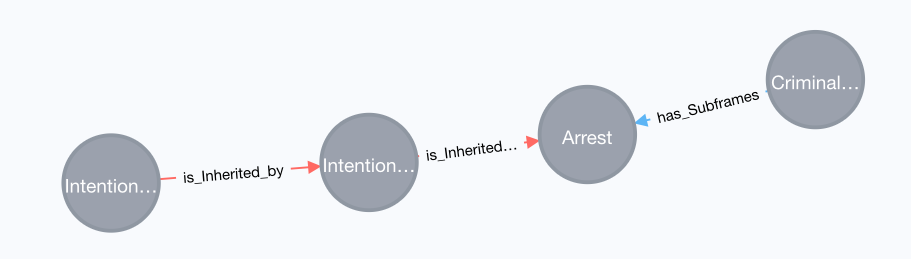 Intention…
is_Inherited_by
Intention…
is_Inherited…
Arrest
has_Subframes
Criminal…